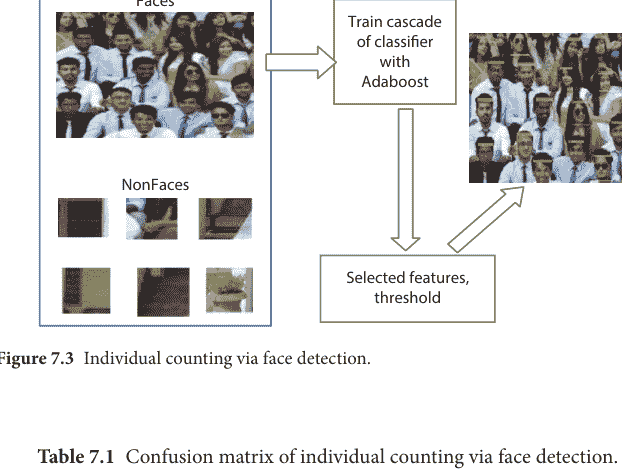 Faces
Train cascade
of classifier
with
Adaboost
NonFaces
Selected features,
threshold
Figure 7.3 Individual counting via face detection.
Table 7.1 Confusion matrix of individual counting via face detection.